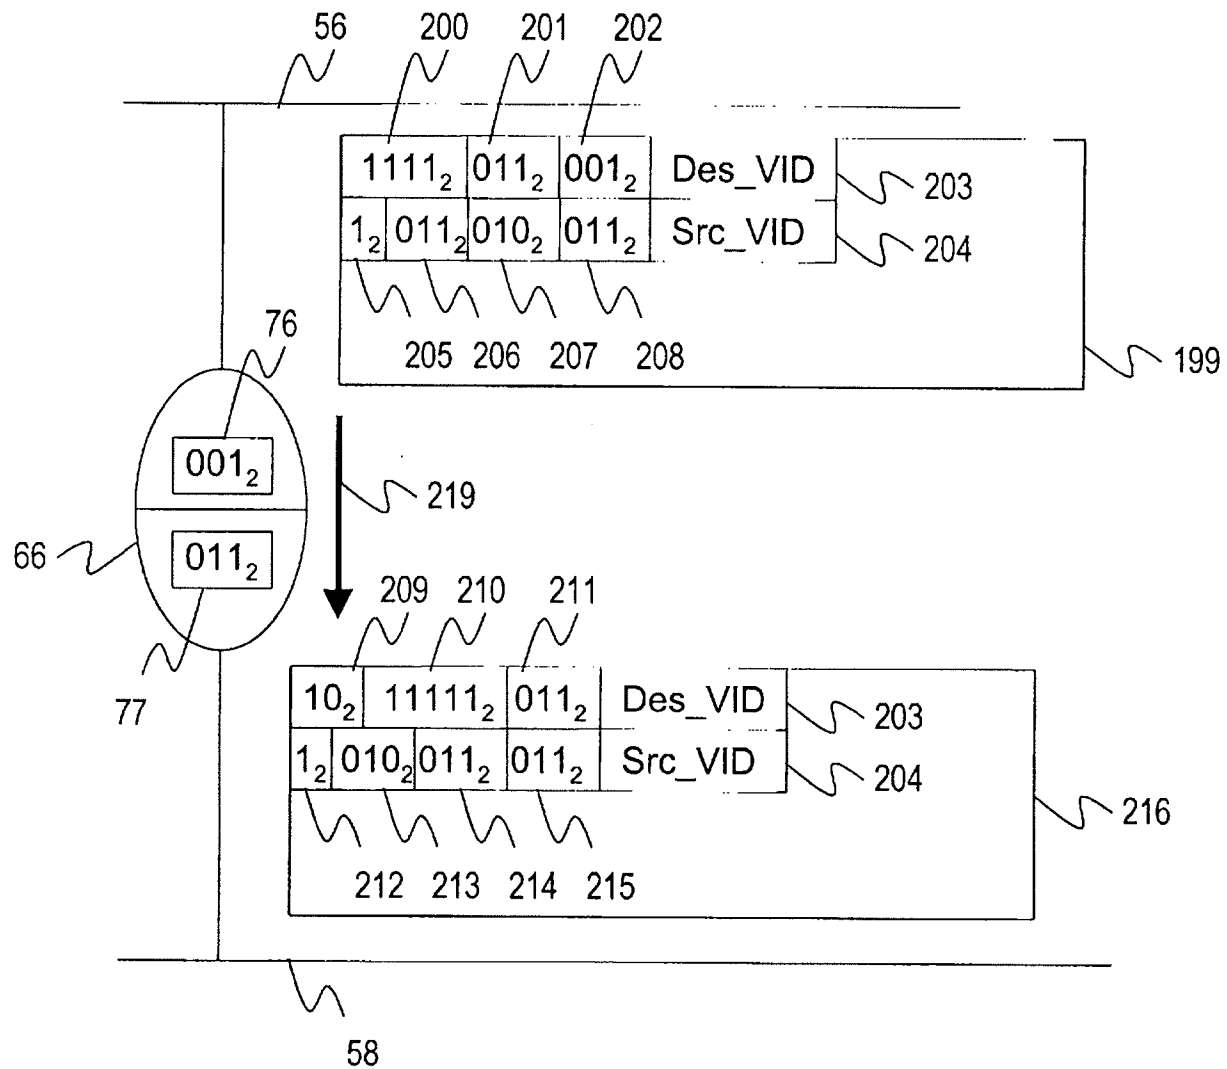 56 200 201 202
1111₂ 011₂ 001₂ Des_VID 203
1₂ 011₂ 010₂ 011₂ Src_VID 204
76 205 206 207 208 199
001₂
219
66 011₂
209 210 211
77 10₂ 11111₂ 011₂ Des_VID 203
1₂ 010₂ 011₂ 011₂ Src_VID 204
216
212 213 214 215
58